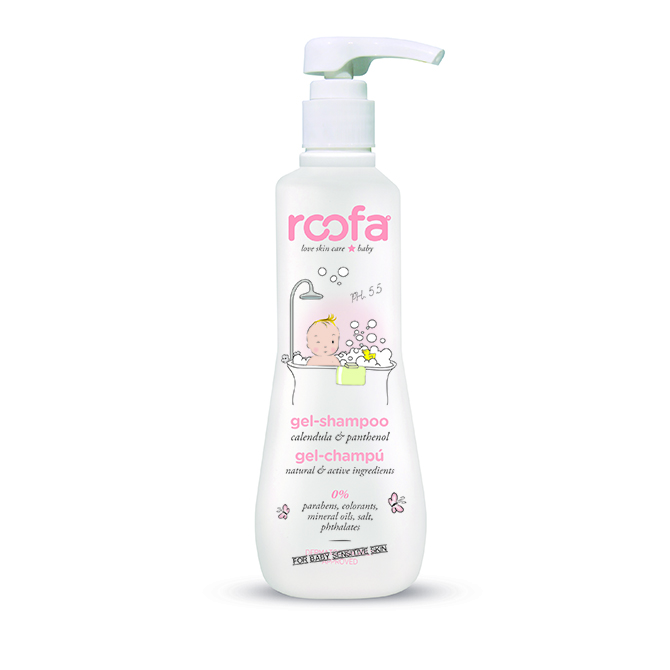 roofa®
love skin care ★ baby
PH. 5.5
gel-shampoo
calendula & panthenol
gel-champú
natural & active ingredients
0%
parabens, colorants,
mineral oils, salt,
phthalates
FOR BABY SENSITIVE SKIN